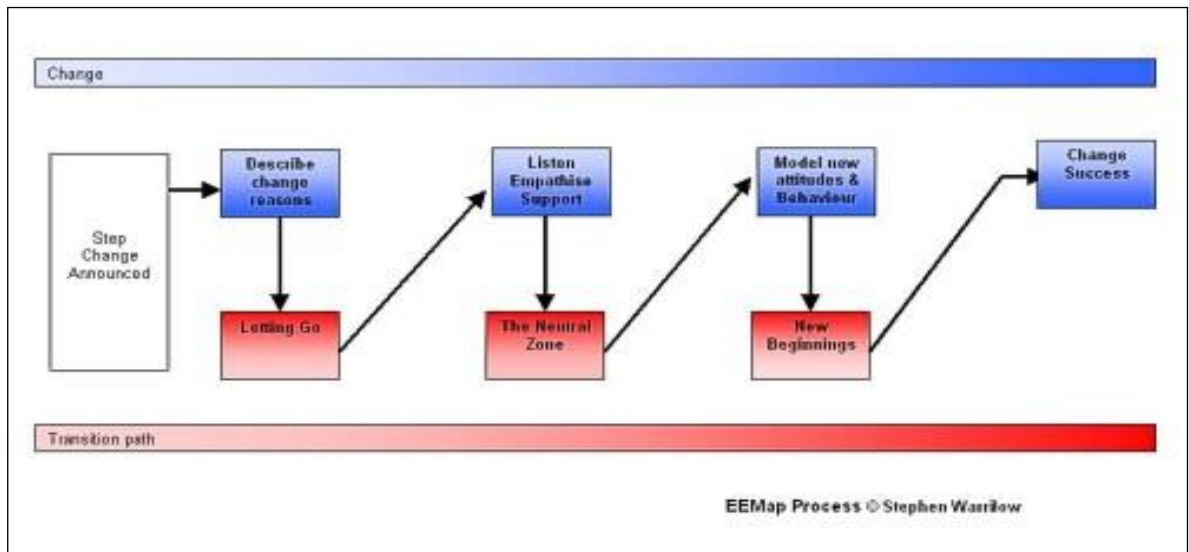 Change
Step
Change
Announced
Describe
change
reasons
Listen
Empathise
Support
Model new
attitudes &
Behaviour
Change
Success
Letting Go
The Neutral
Zone
New
Beginnings
Transition path
EEMap Process © Stephen Warrilow